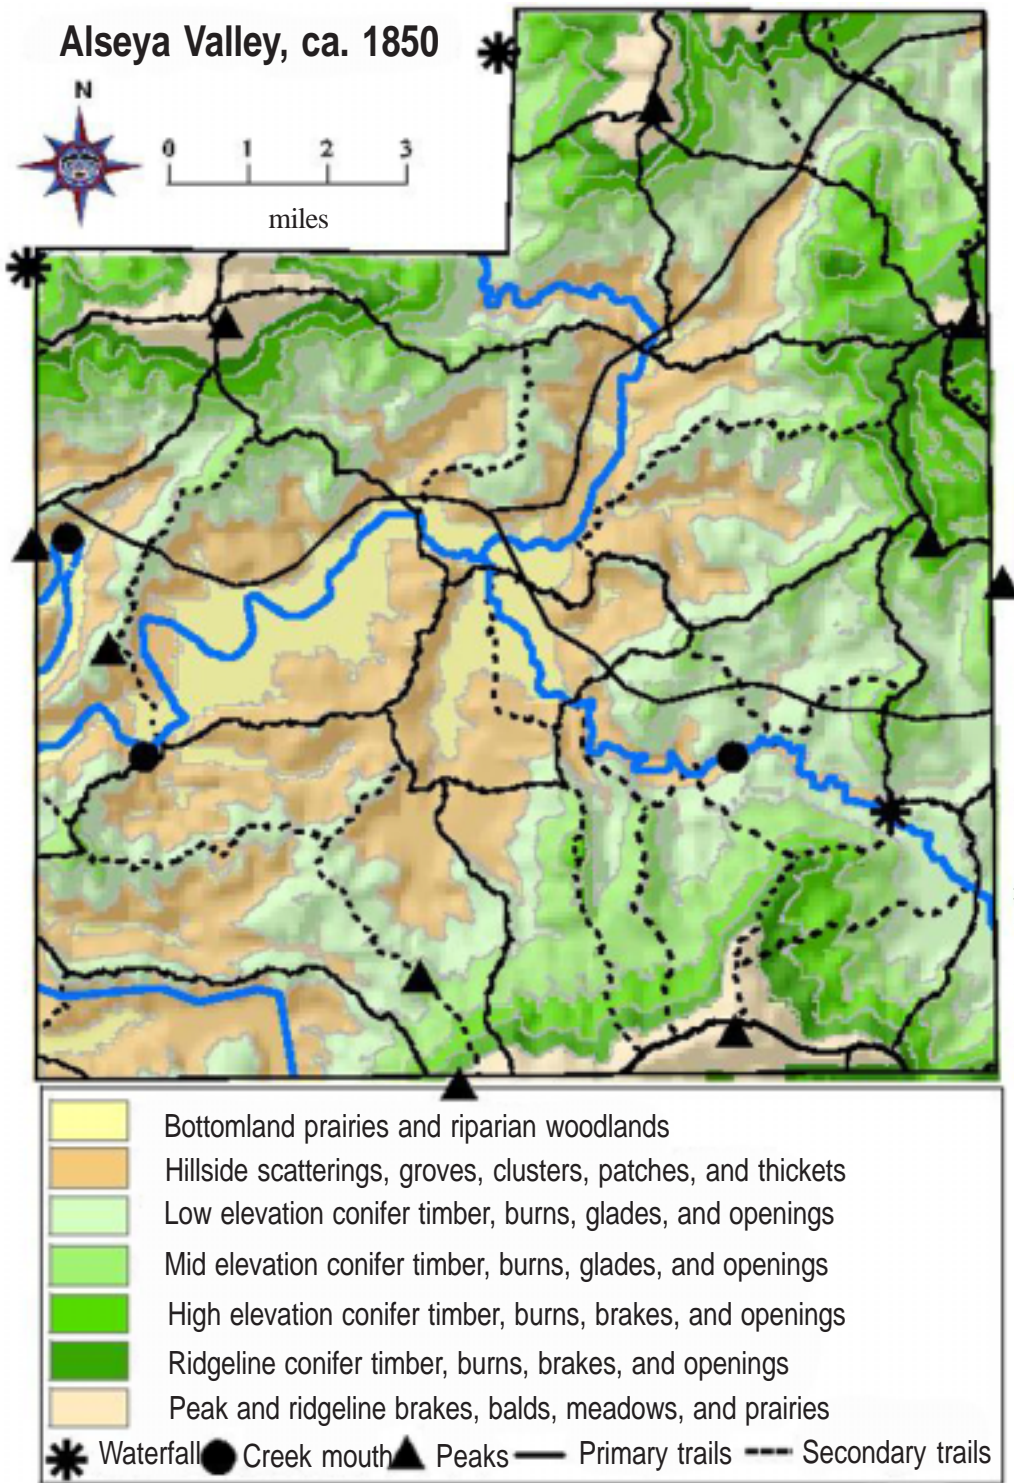 Alseya Valley, ca. 1850
N
0 1 2 3
miles
Bottomland prairies and riparian woodlands
Hillside scatterings, groves, clusters, patches, and thickets
Low elevation conifer timber, burns, glades, and openings
Mid elevation conifer timber, burns, glades, and openings
High elevation conifer timber, burns, brakes, and openings
Ridgeline conifer timber, burns, brakes, and openings
Peak and ridgeline brakes, balds, meadows, and prairies
Waterfall Creek mouth Peaks Primary trails Secondary trails